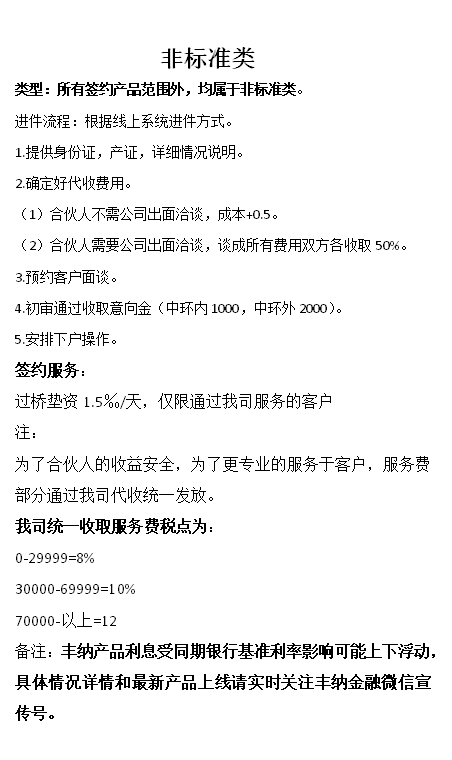 非标准类
类型：所有签约产品范围外，均属于非标准类。
进件流程：根据线上系统进件方式。
1.提供身份证，产证，详细情况说明。
2.确定好代收费用。
（1）合伙人不需公司出面洽谈，成本+0.5。
（2）合伙人需要公司出面洽谈，谈成所有费用双方各收取 50%。
3.预约客户面谈。
4.初审通过收取意向金（中环内 1000，中环外 2000）。
5.安排下户操作。
签约服务：
过桥垫资 1.5‰/天，仅限通过我司服务的客户
注：
为了合伙人的收益安全，为了更专业的服务于客户，服务费
部分通过我司代收统一发放。
我司统一收取服务费税点为：
0-29999=8%
30000-69999=10%
70000-以上=12
备注：丰纳产品利息受同期银行基准利率影响可能上下浮动，
具体情况详情和最新产品上线请实时关注丰纳金融微信宣
传号。